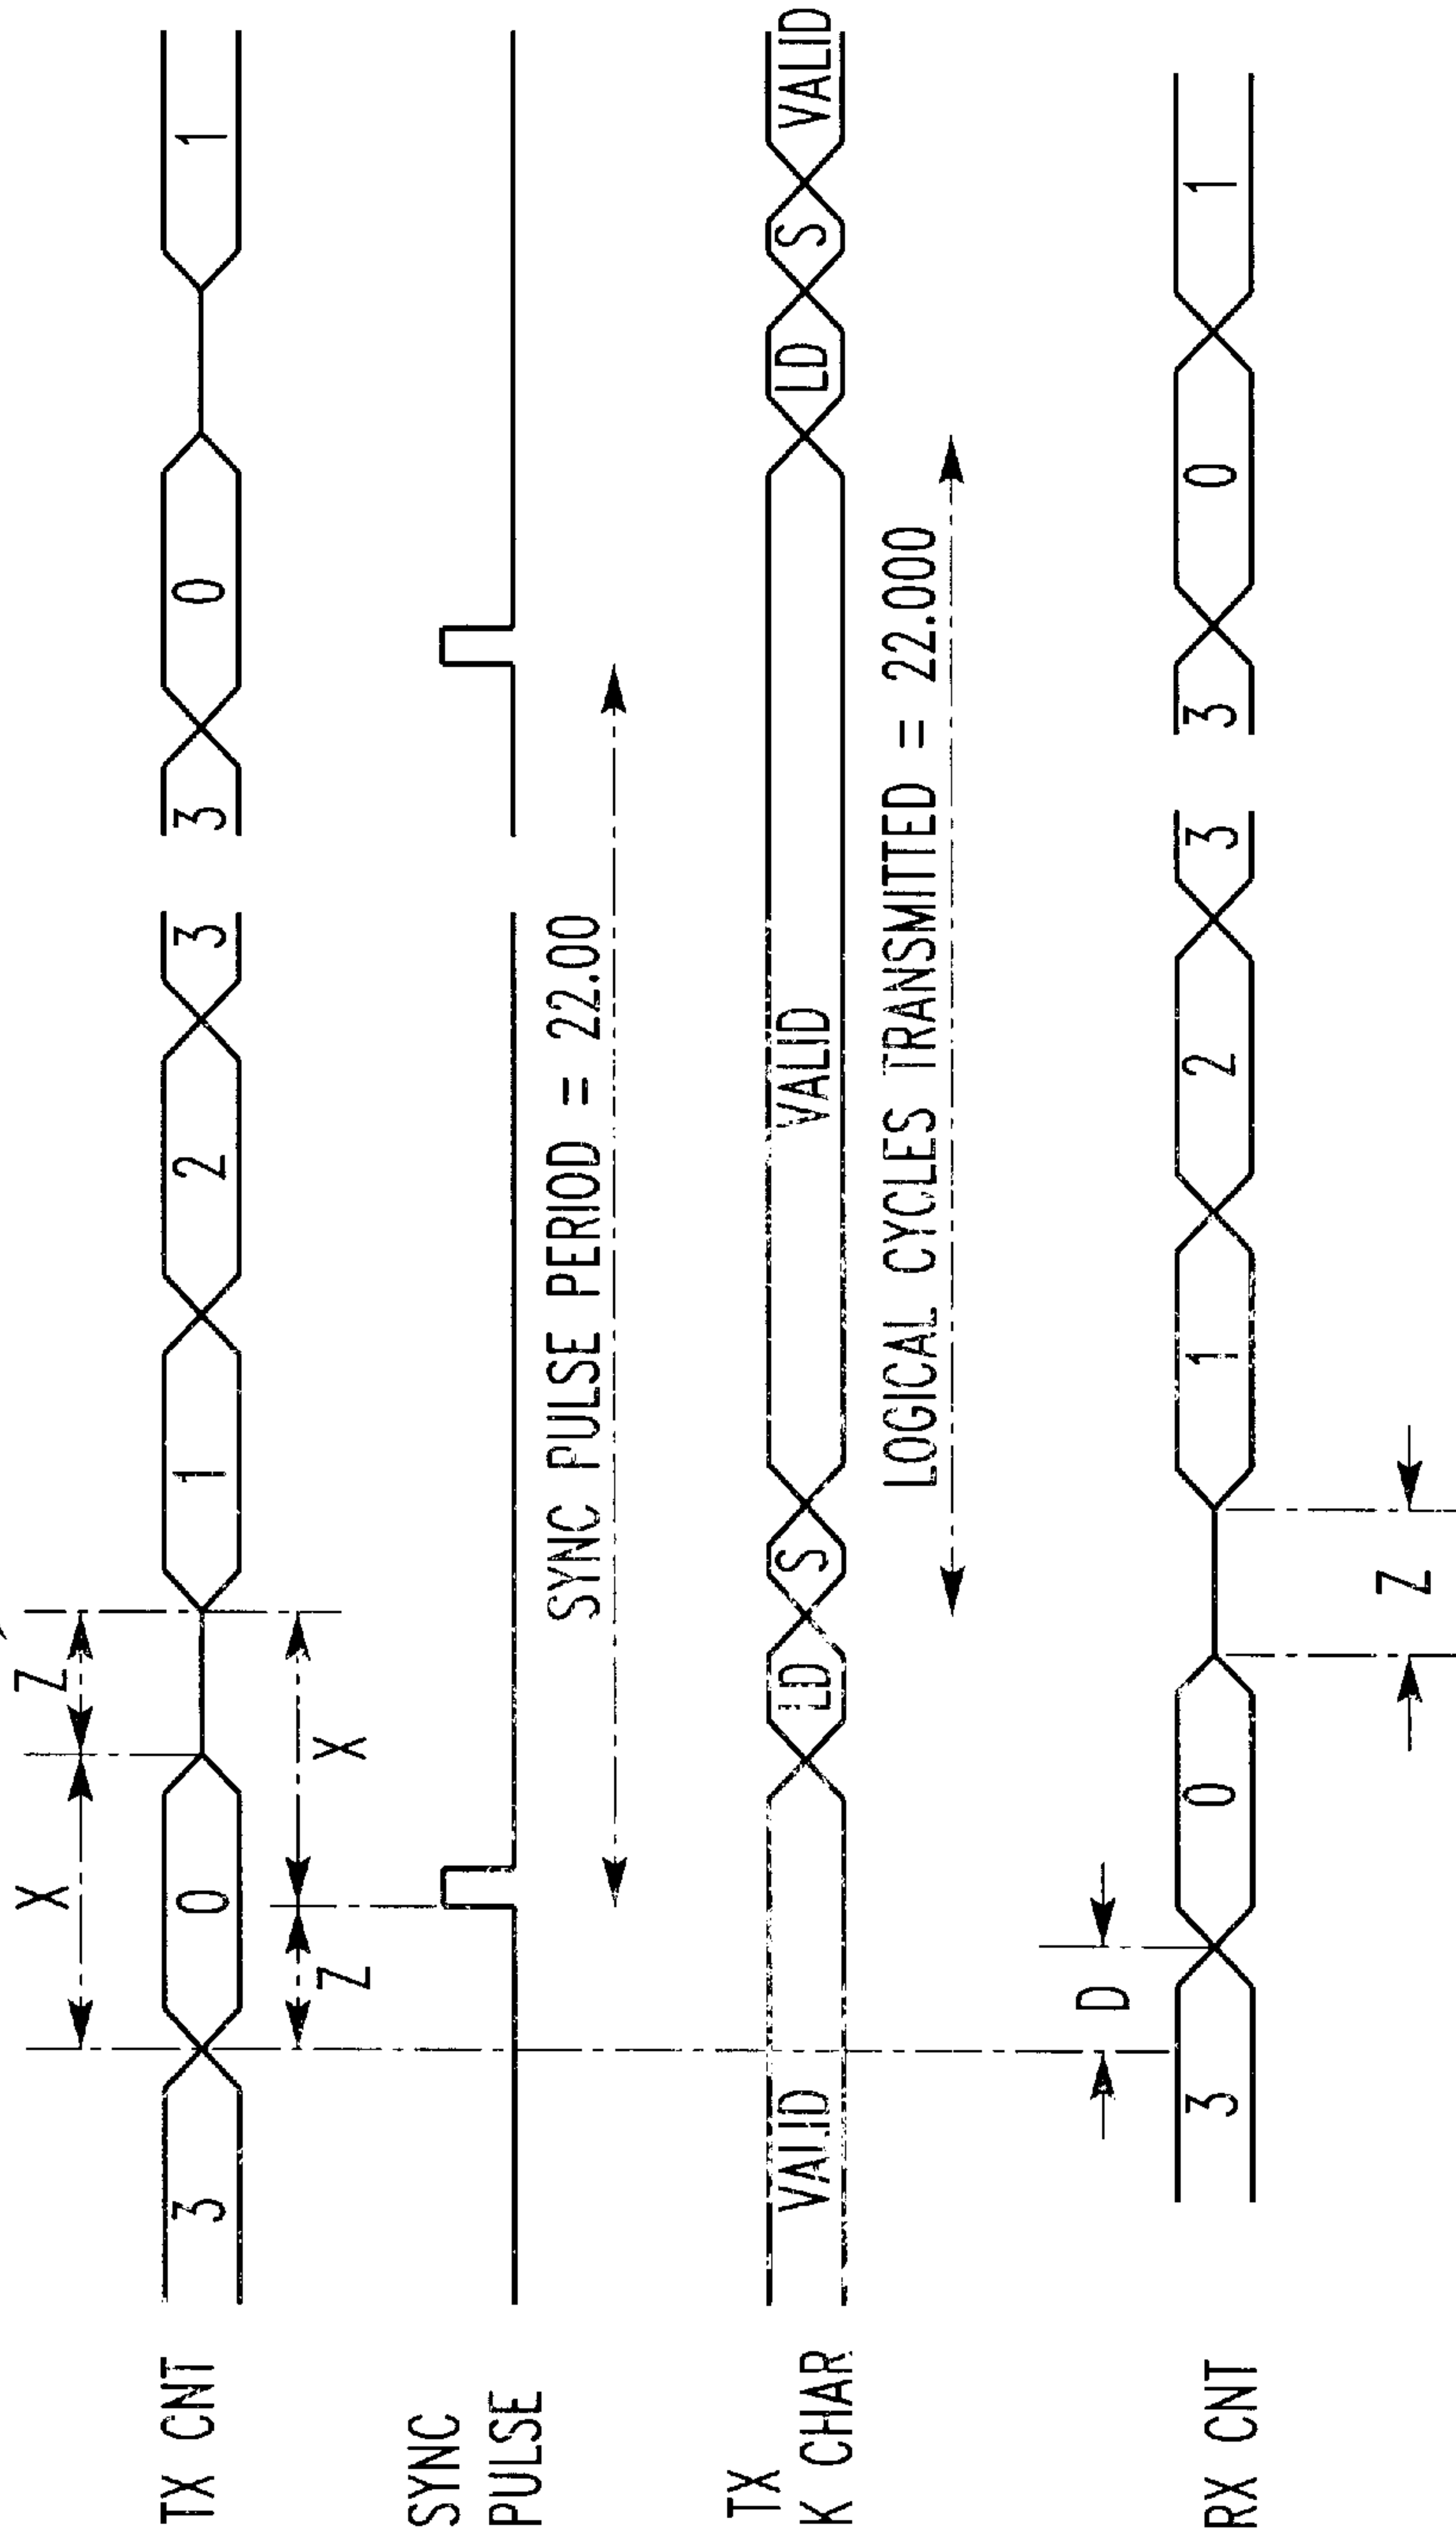 X
Z
TX CNT
3
0
1
2
3
3
0
1
Z
X
SYNC
PULSE
SYNC PULSE PERIOD = 22.00
TX
K CHAR
VALID
LD
S
VALID
LD
S
VALID
LOGICAL CYCLES TRANSMITTED = 22.000
D
RX CNT
3
0
1
2
3
3
0
1
Z